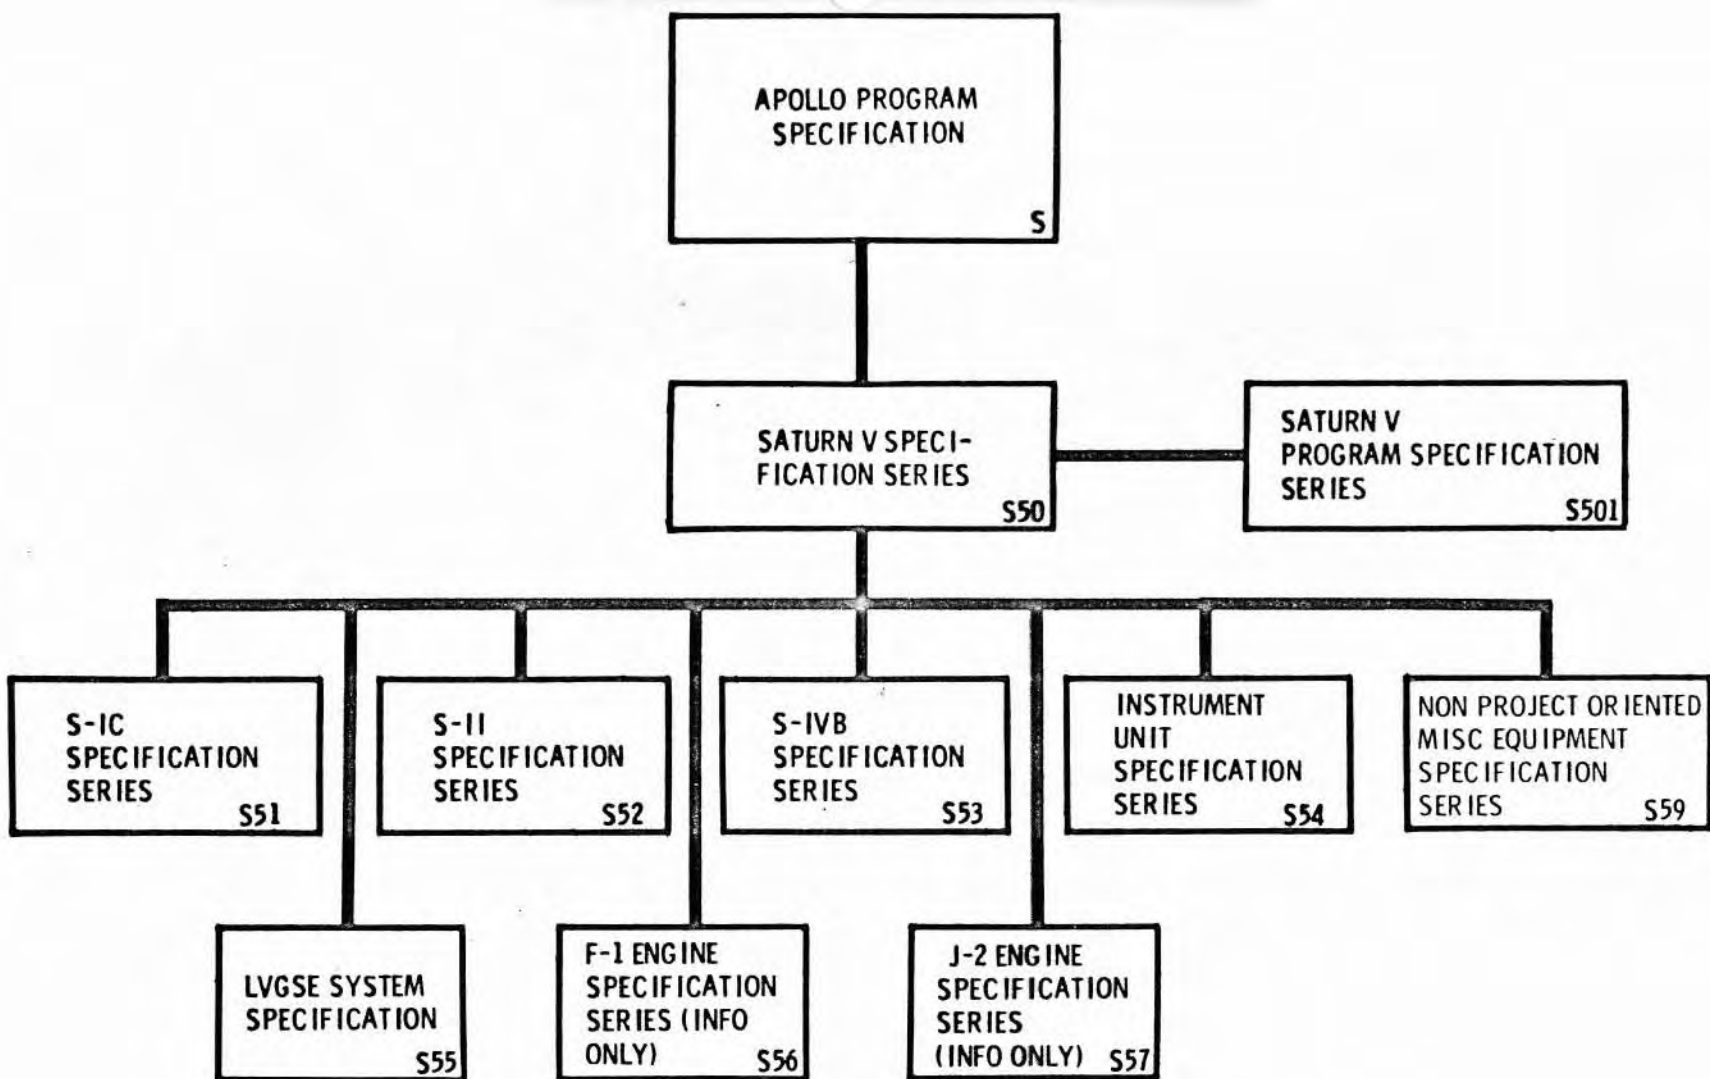 APOLLO PROGRAM
SPECIFICATION
S
SATURN V SPECI-
FICATION SERIES
S50
SATURN V
PROGRAM SPECIFICATION
SERIES
S501
S-IC
SPECIFICATION
SERIES
S51
S-II
SPECIFICATION
SERIES
S52
S-IVB
SPECIFICATION
SERIES
S53
INSTRUMENT
UNIT
SPECIFICATION
SERIES
S54
NON PROJECT ORIENTED
MISC EQUIPMENT
SPECIFICATION
SERIES
S59
LVGSE SYSTEM
SPECIFICATION
S55
F-1 ENGINE
SPECIFICATION
SERIES (INFO
ONLY)
S56
J-2 ENGINE
SPECIFICATION
SERIES
(INFO ONLY)
S57